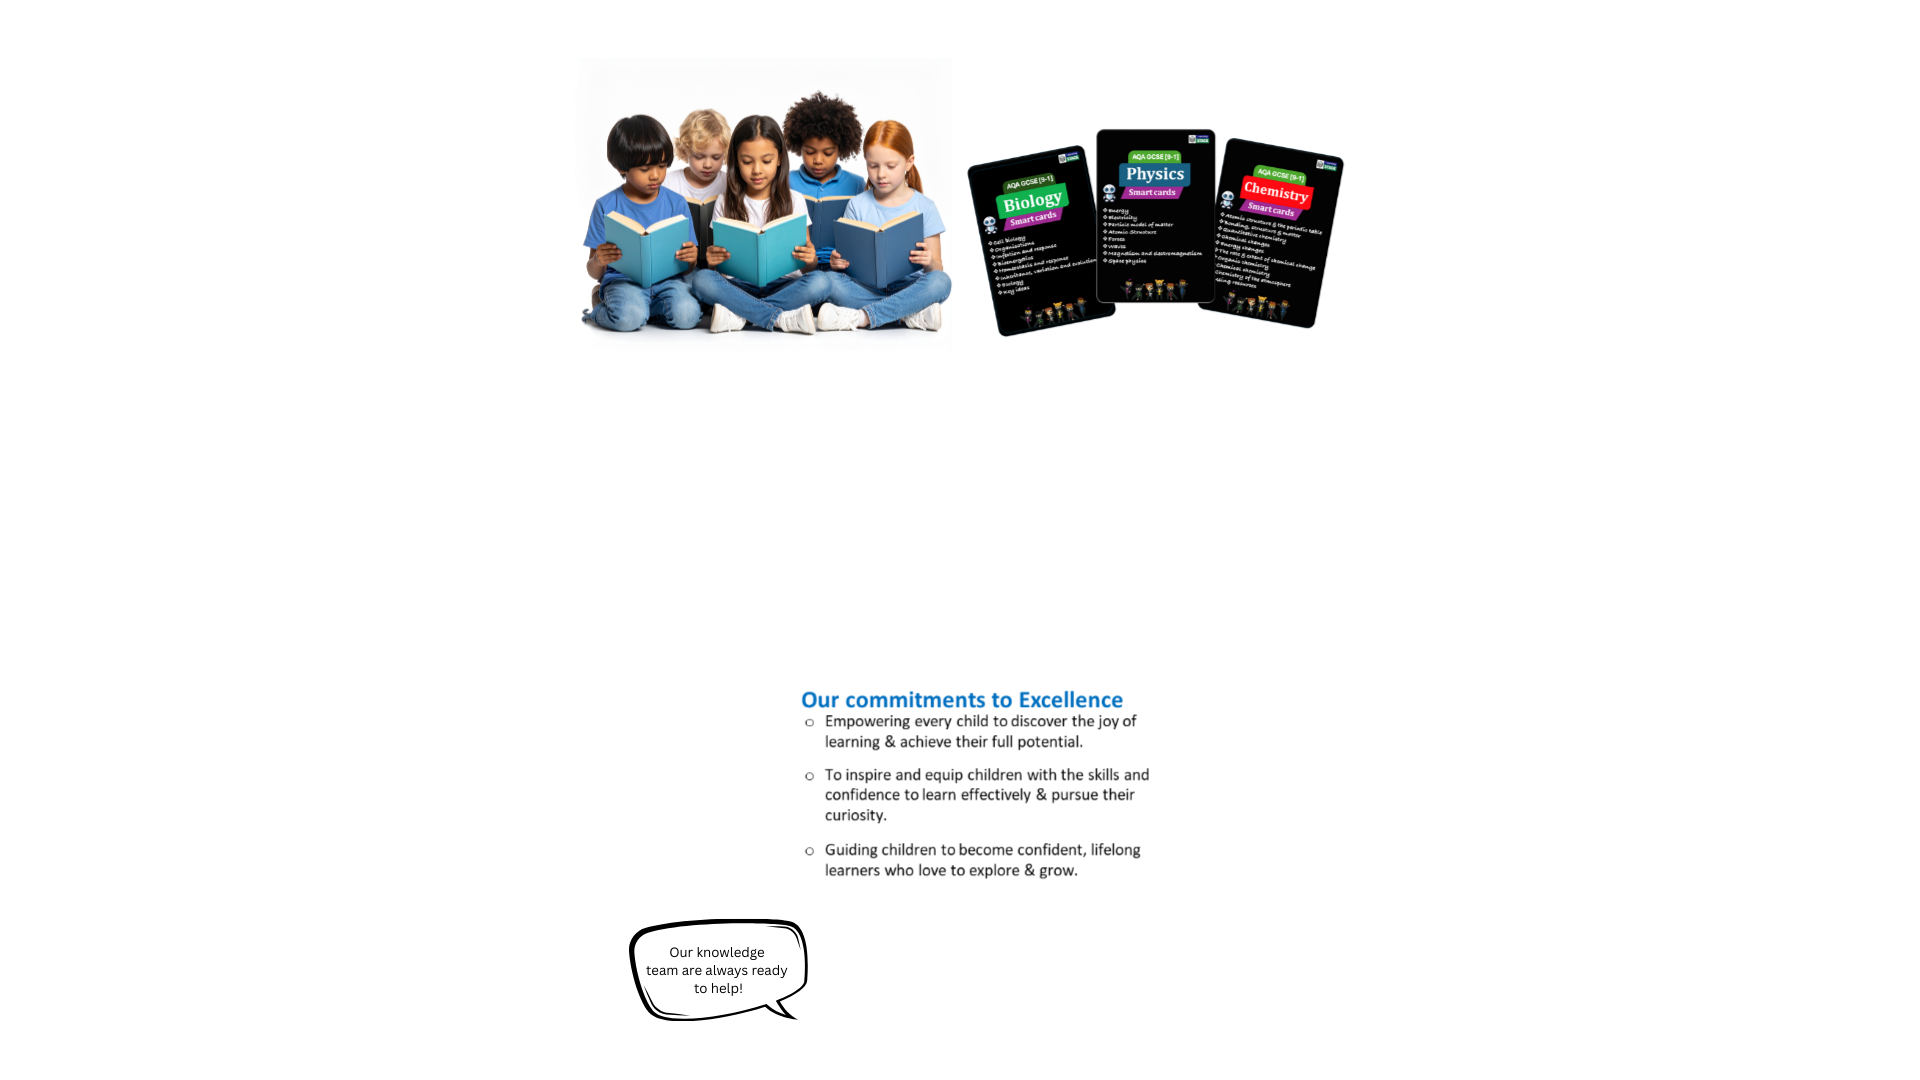 AQA GCSE [9-1]
Biology
Smart cards
Cell biology
Organisations
Infection and response
Bioenergetics
Homeostasis and response
Inheritance, variation and evolution
Ecology
Key ideas
AQA GCSE [9-1]
Physics
Smart cards
Energy
Electricity
Particle model of matter
Atomic Structure
Forces
Waves
Magnetism and electromagnetism
Space physics
AQA GCSE [9-1]
Chemistry
Smart cards
Atomic structure & the periodic table
Bonding, structure & matter
Quantitative chemistry
Chemical changes
Energy changes
The rate & extent of chemical change
Organic chemistry
Chemical chemistry
Chemistry of the atmosphere
resources
Our commitments to Excellence
Empowering every child to discover the joy of
learning & achieve their full potential.
To inspire and equip children with the skills and
confidence to learn effectively & pursue their
curiosity.
Guiding children to become confident, lifelong
learners who love to explore & grow.
Our knowledge
team are always ready
to help!